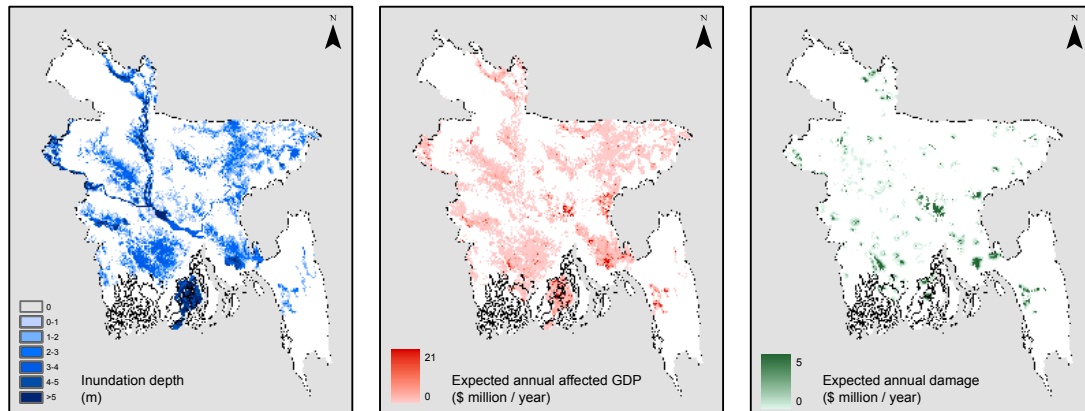 N
0
0-1
1-2
2-3
3-4
4-5
>5
Inundation depth
(m)
N
21
0
Expected annual affected GDP
($ million / year)
N
5
0
Expected annual damage
($ million / year)